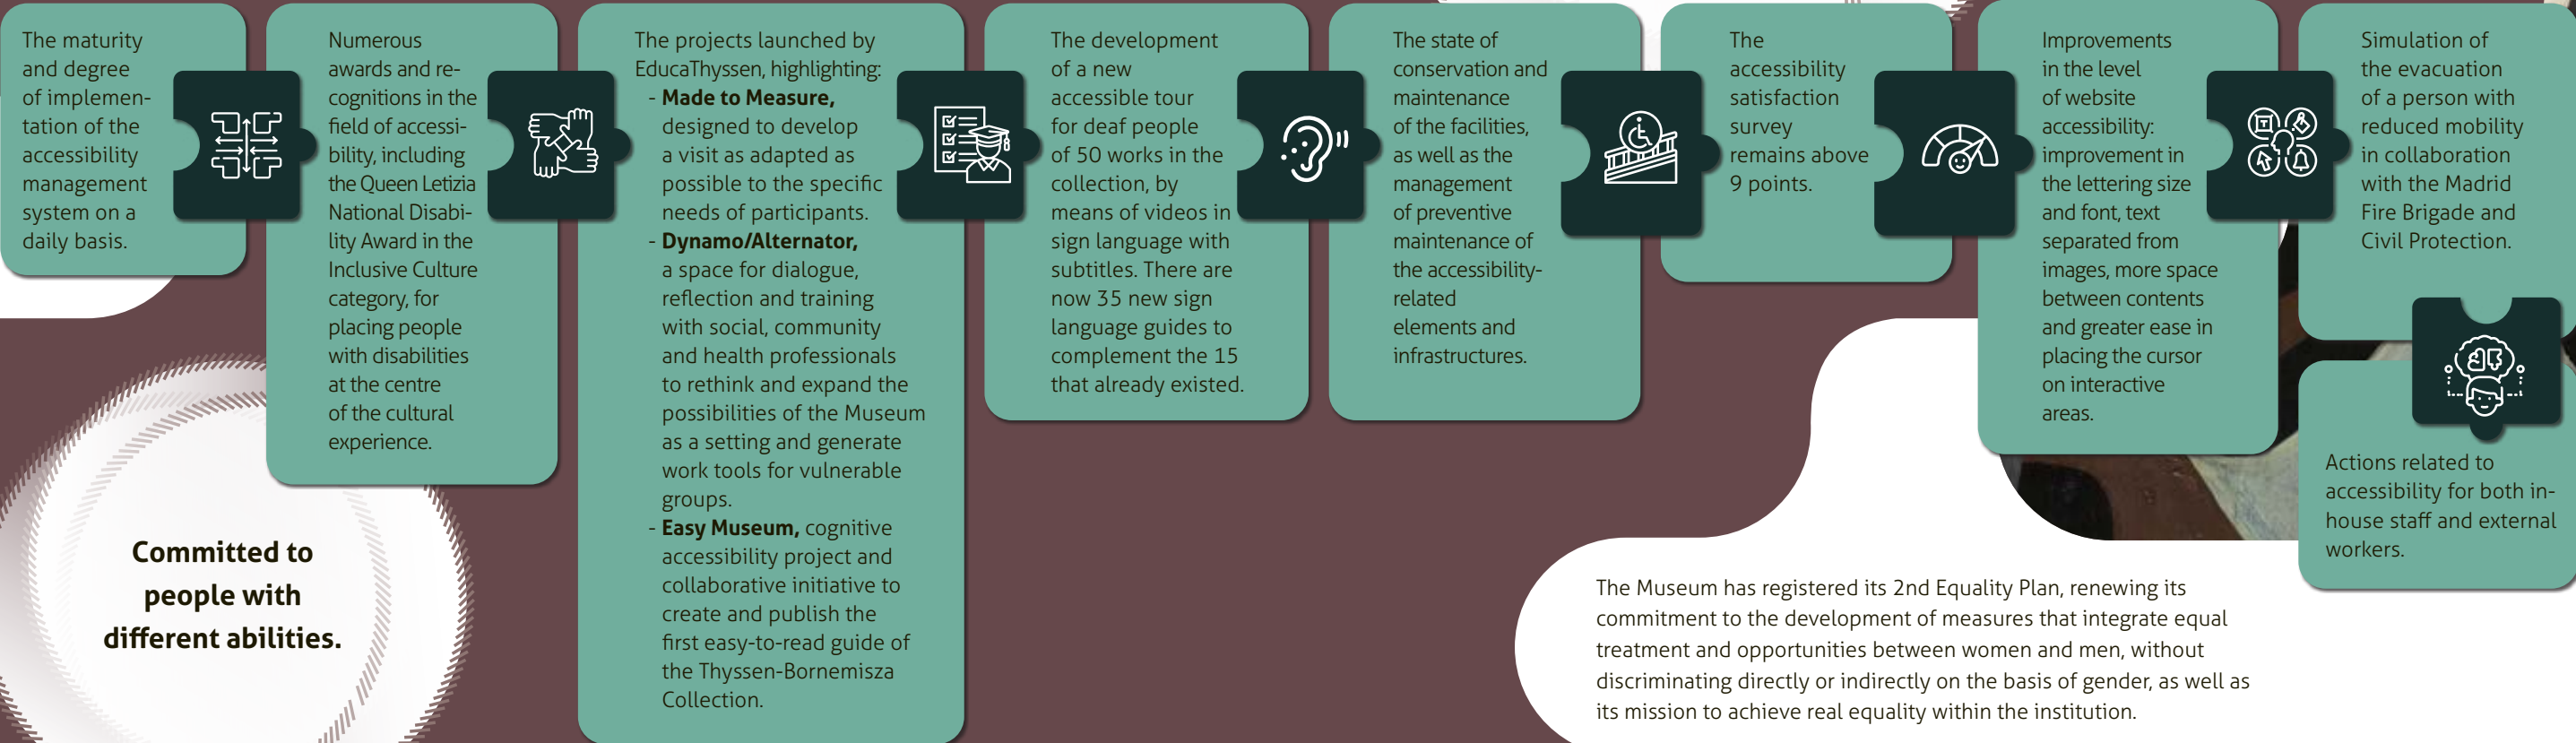 The maturity
and degree
of implemen-
tation of the
accessibility
management
system on a
daily basis.
Numerous
awards and re-
cognitions in the
field of accessi-
bility, including
the Queen Letizia
National Disabi-
lity Award in the
Inclusive Culture
category, for
placing people
with disabilities
at the centre
of the cultural
experience.
The projects launched by
EducaThyssen, highlighting:
- Made to Measure,
designed to develop
a visit as adapted as
possible to the specific
needs of participants.
- Dynamo/Alternator,
a space for dialogue,
reflection and training
with social, community
and health professionals
to rethink and expand the
possibilities of the Museum
as a setting and generate
work tools for vulnerable
groups.
- Easy Museum, cognitive
accessibility project and
collaborative initiative to
create and publish the
first easy-to-read guide of
the Thyssen-Bornemisza
Collection.
The development
of a new
accessible tour
for deaf people
of 50 works in the
collection, by
means of videos in
sign language with
subtitles. There are
now 35 new sign
language guides to
complement the 15
that already existed.
The state of
conservation and
maintenance
of the facilities,
as well as the
management
of preventive
maintenance of
the accessibility-
related
elements and
infrastructures.
The
accessibility
satisfaction
survey
remains above
9 points.
Improvements
in the level
of website
accessibility:
improvement in
the lettering size
and font, text
separated from
images, more space
between contents
and greater ease in
placing the cursor
on interactive
areas.
Simulation of
the evacuation
of a person with
reduced mobility
in collaboration
with the Madrid
Fire Brigade and
Civil Protection.
Actions related to
accessibility for both in-
house staff and external
workers.
Committed to
people with
different abilities.
The Museum has registered its 2nd Equality Plan, renewing its
commitment to the development of measures that integrate equal
treatment and opportunities between women and men, without
discriminating directly or indirectly on the basis of gender, as well as
its mission to achieve real equality within the institution.